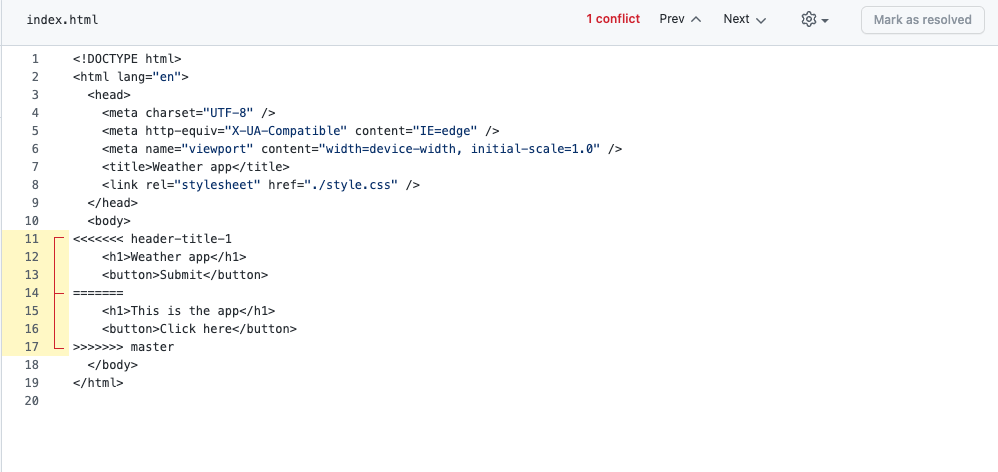 index.html 1 conflict Prev Next Mark as resolved
1 <!DOCTYPE html>
2 <html lang="en">
3   <head>
4     <meta charset="UTF-8" />
5     <meta http-equiv="X-UA-Compatible" content="IE=edge" />
6     <meta name="viewport" content="width=device-width, initial-scale=1.0" />
7     <title>Weather app</title>
8     <link rel="stylesheet" href="./style.css" />
9   </head>
10   <body>
11 <<<<<<< header-title-1
12     <h1>Weather app</h1>
13     <button>Submit</button>
14 =======
15     <h1>This is the app</h1>
16     <button>Click here</button>
17 >>>>>>> master
18   </body>
19 </html>
20